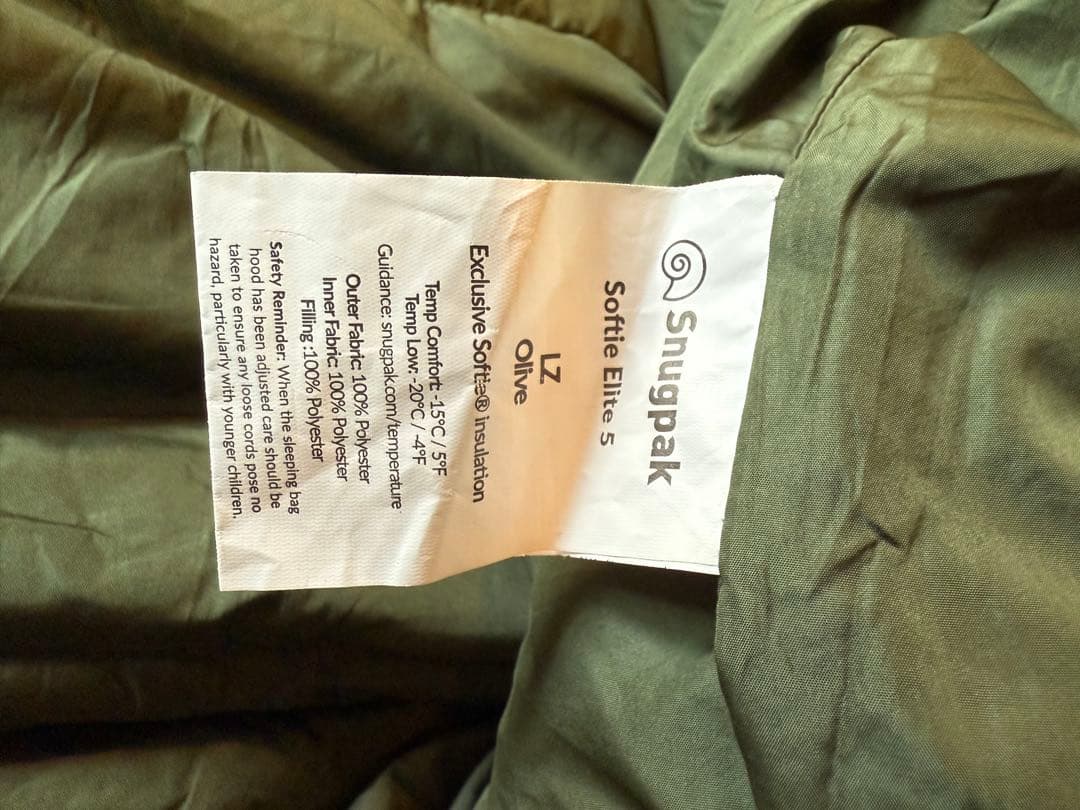 Snugpak
Softie Elite 5
LZ
Olive
Exclusive Softie® insulation
Temp Comfort: -15°C / 5°F
Temp Low: -20°C / -4°F
Guidance: snugpak.com/temperature
Outer Fabric: 100% Polyester
Inner Fabric: 100% Polyester
Filling :100% Polyester
Safety Reminder: When the sleeping bag
hood has been adjusted care should be
taken to ensure any loose cords pose no
hazard, particularly with younger children.